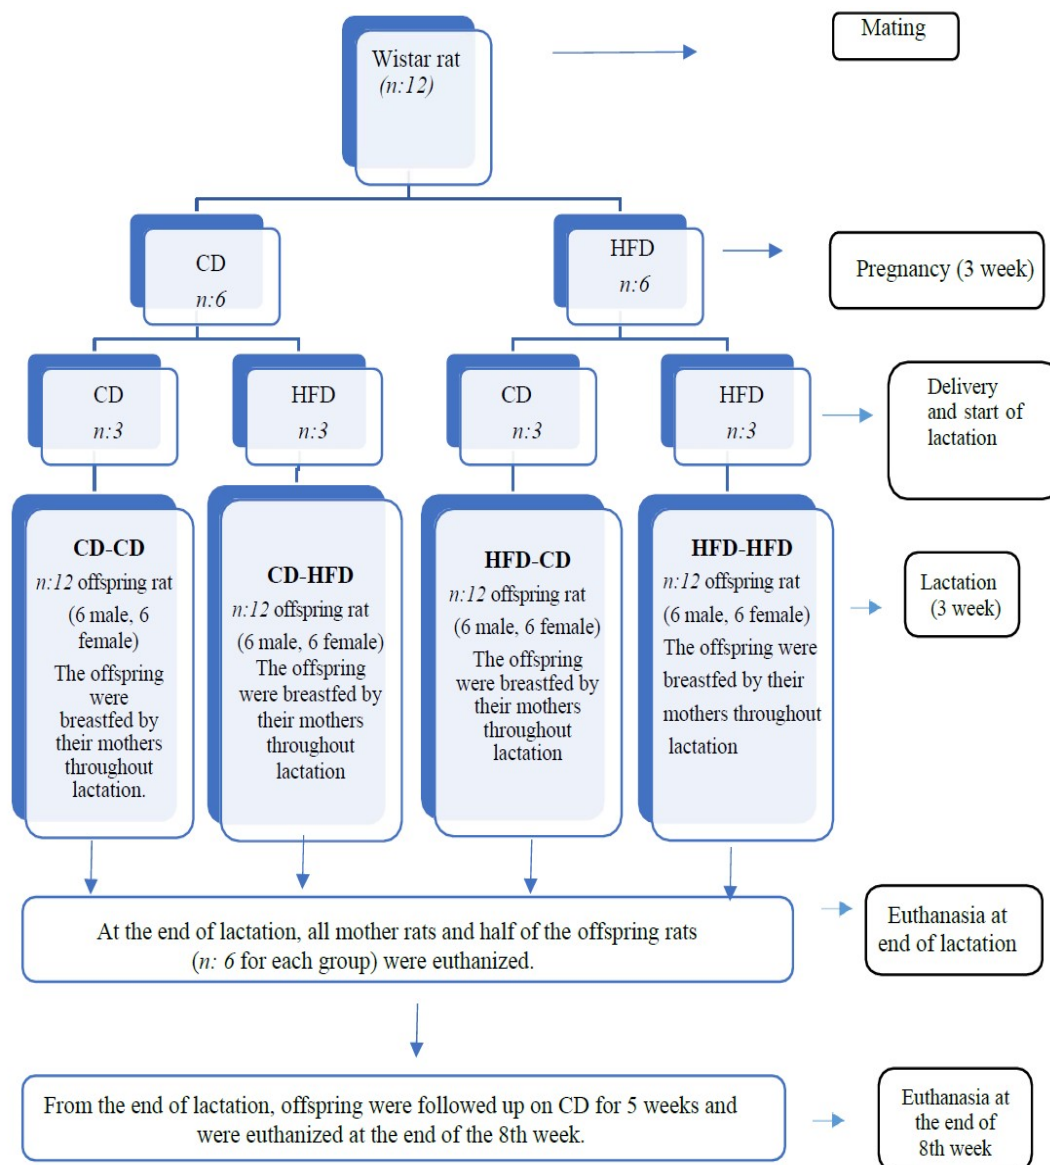 Wistar rat
(n:12)
Mating
CD
n:6
HFD
n:6
Pregnancy (3 week)
CD
n:3
HFD
n:3
CD
n:3
HFD
n:3
Delivery
and start of
lactation
CD-CD
n:12 offspring rat
(6 male, 6
female)
The offspring
were
breastfed by
their mothers
throughout
lactation.
CD-HFD
n:12 offspring rat
(6 male, 6 female)
The offspring
were breastfed by
their mothers
throughout
lactation
HFD-CD
n:12 offspring rat
(6 male, 6 female)
The offspring
were breastfed by
their mothers
throughout
lactation
HFD-HFD
n:12 offspring rat
(6 male, 6 female)
The offspring were
breastfed by their
mothers throughout
lactation
Lactation
(3 week)
At the end of lactation, all mother rats and half of the offspring rats
(n: 6 for each group) were euthanized.
Euthanasia at
end of lactation
From the end of lactation, offspring were followed up on CD for 5 weeks and
were euthanized at the end of the 8th week.
Euthanasia at
the end of
8th week